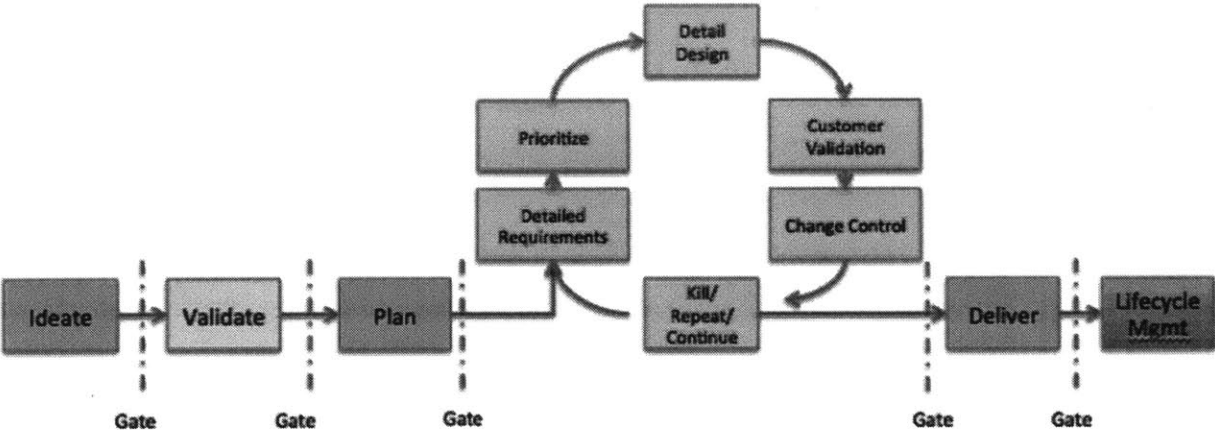 Detail
Design
Prioritize
Customer
Validation
Detailed
Requirements
Change Control
Ideate
Validate
Plan
Kill/
Repeat/
Continue
Deliver
Lifecycle
Mgmt
Gate
Gate
Gate
Gate
Gate